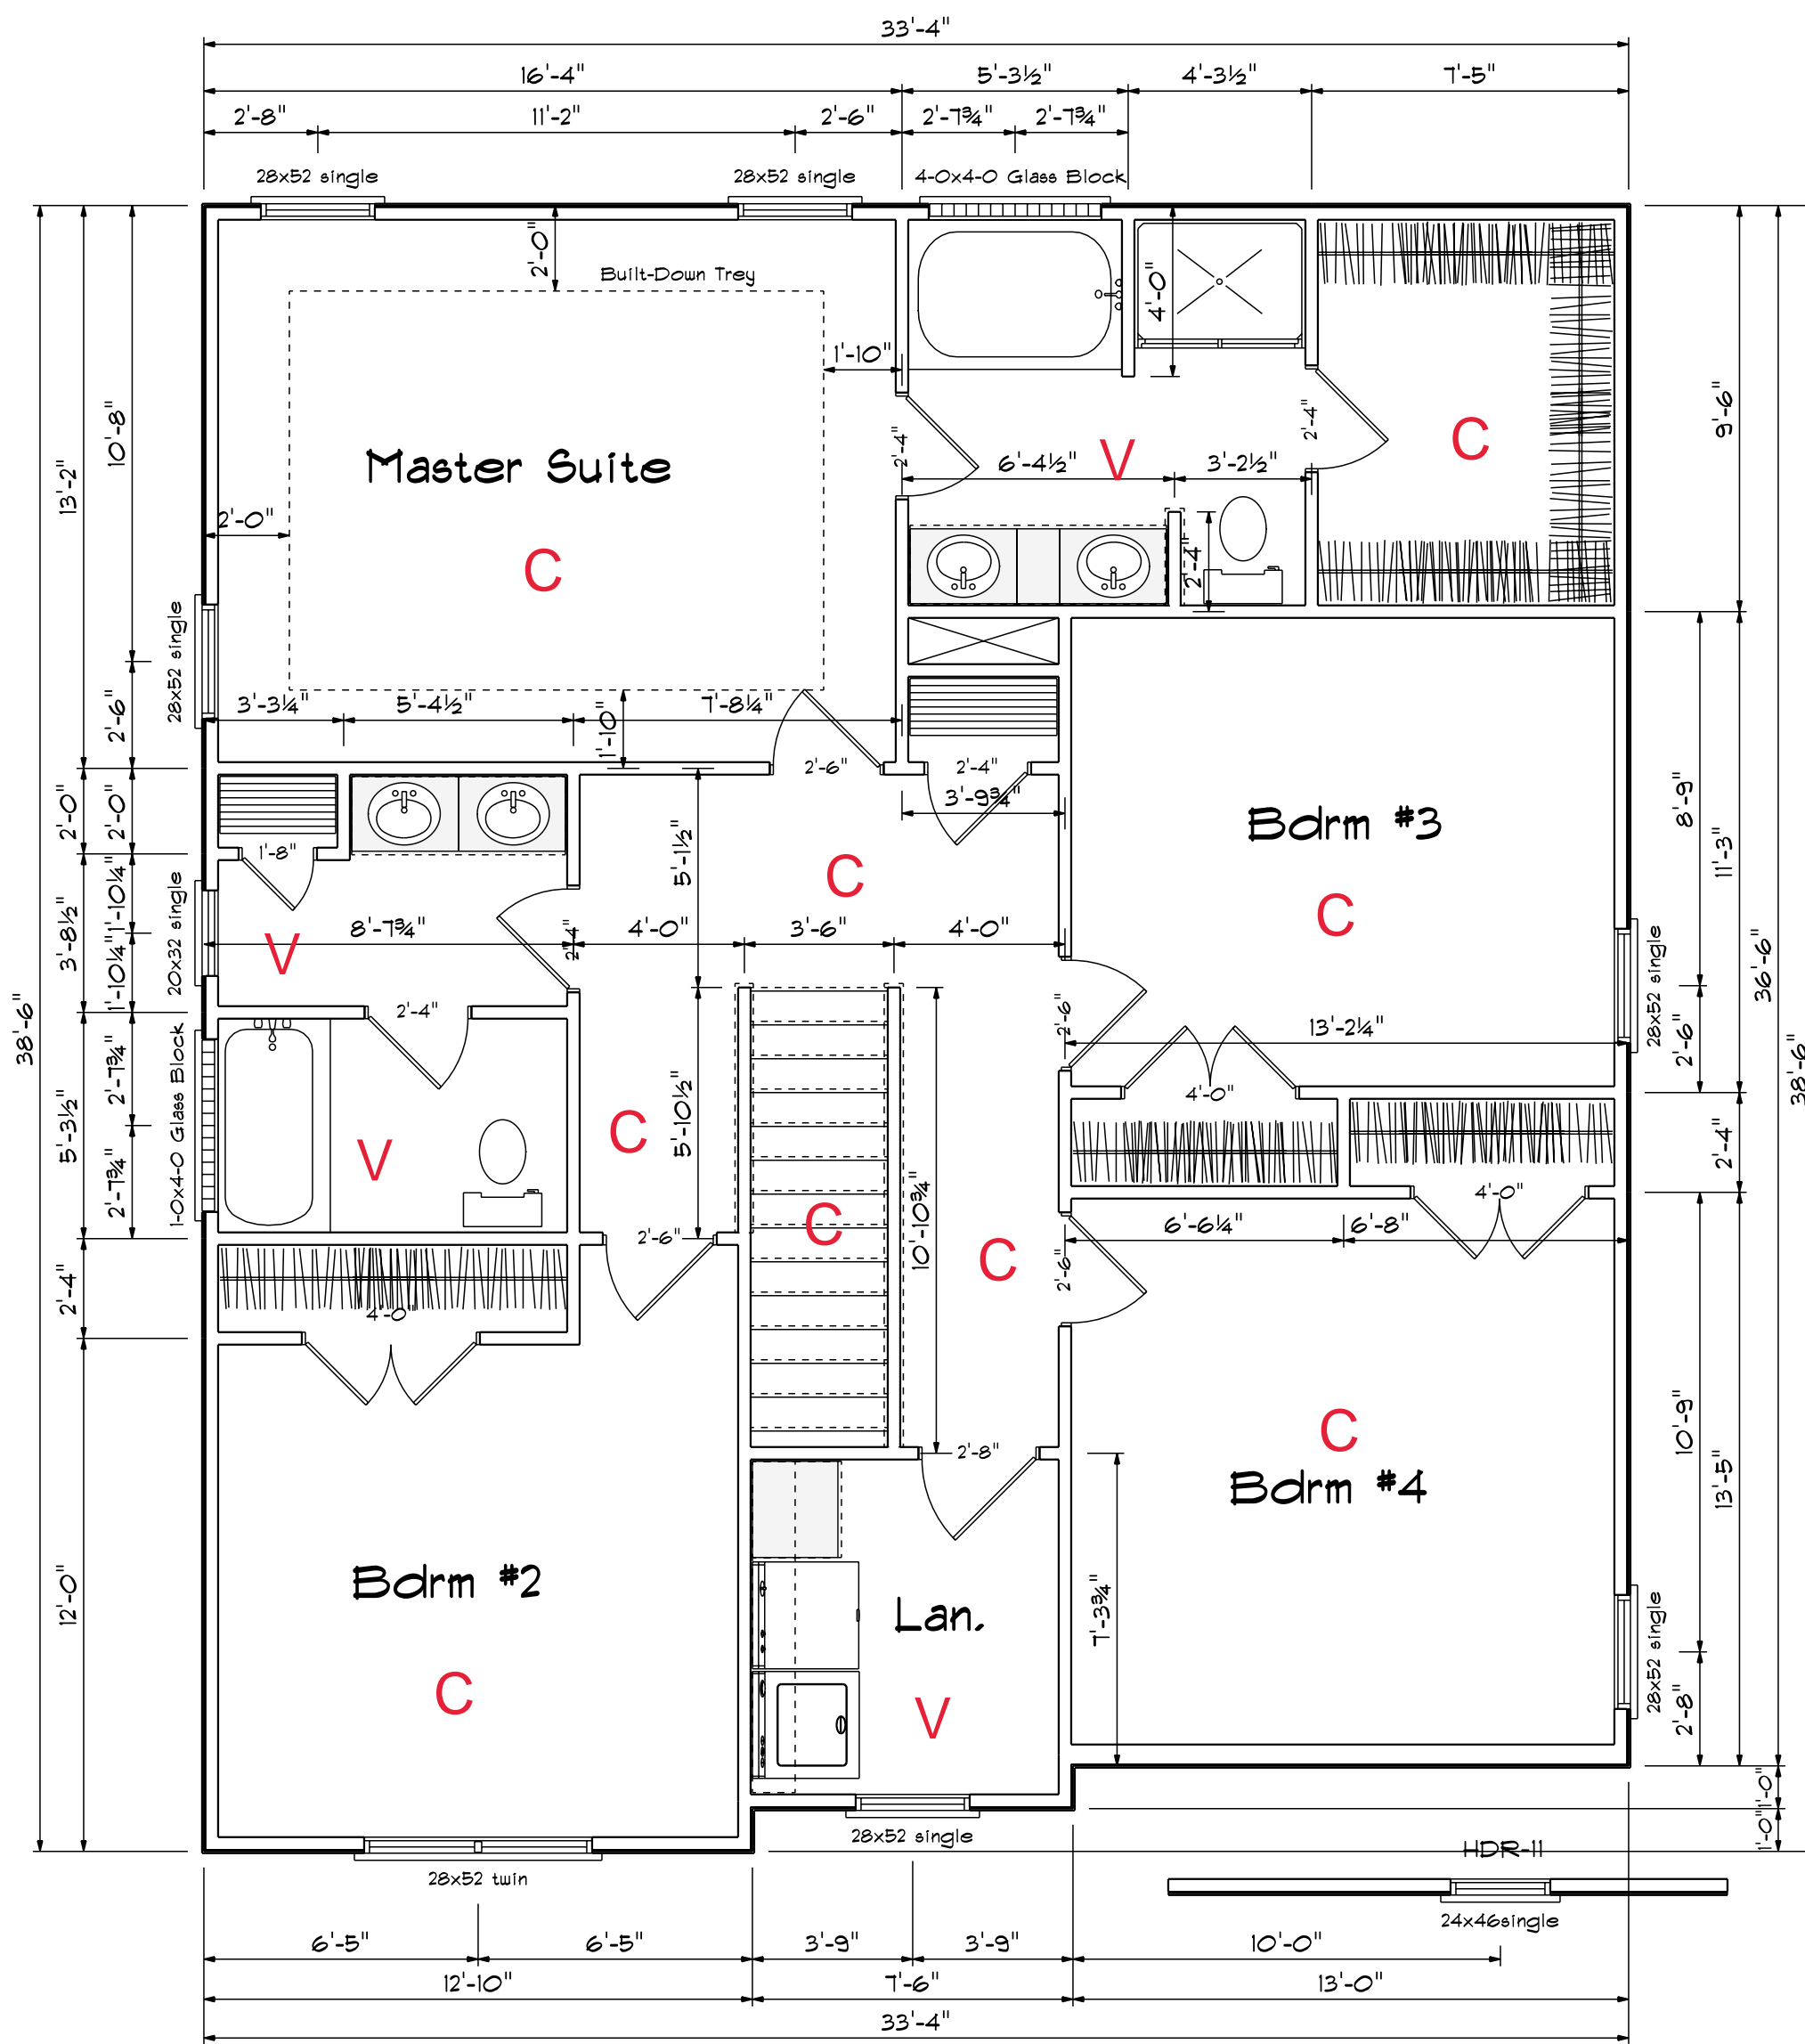 33'-4"
16'-4" 5'-3½" 4'-3½" 7'-5"
2'-8" 11'-2" 2'-6" 2'-7¾" 2'-7¾"
28x52 single 28x52 single 4-0x4-0 Glass Block
2'-0"
Built-Down Trey
4'-0"
1'-10"
10'-8"
13'-2"
9'-6"
2'-4"
2'-4"
Master Suite
V
C
6'-4½" 3'-2½"
2'-0"
C
2'-4"
28x52 single
2'-6"
3'-3¼" 5'-4½" 7'-8¼"
1'-10"
2'-6" 2'-4"
3'-9¾"
2'-0"
2'-0"
8'-9"
11'-3"
Bdrm #3
1'-8"
5'-1½"
C
C
20x32 single
1'-10¼"
3'-8½"
1'-10¼"
V
8'-7¾" 2'-4" 4'-0" 3'-6" 4'-0"
28x52 single
36'-6"
38'-6"
38'-6"
2'-4"
2'-6"
13'-2¼"
2'-6"
4'-0"
1-0x4-0 Glass Block
2'-7¾"
5'-3½"
2'-7¾"
V
C
5'-10½"
C
10'-10¾"
C
2'-4"
4'-0"
6'-6¼" 6'-8"
2'-6"
2'-6"
2'-4"
4'-0"
C
Bdrm #4
10'-9"
13'-5"
2'-8"
12'-0"
Bdrm #2
C
7'-3¾"
Lan.
V
28x52 single
2'-8"
1'-0"
1'-0"
28x52 single
HDR-11
28x52 twin
24x46single
6'-5" 6'-5" 3'-9" 3'-9" 10'-0"
12'-10" 7'-6" 13'-0"
33'-4"